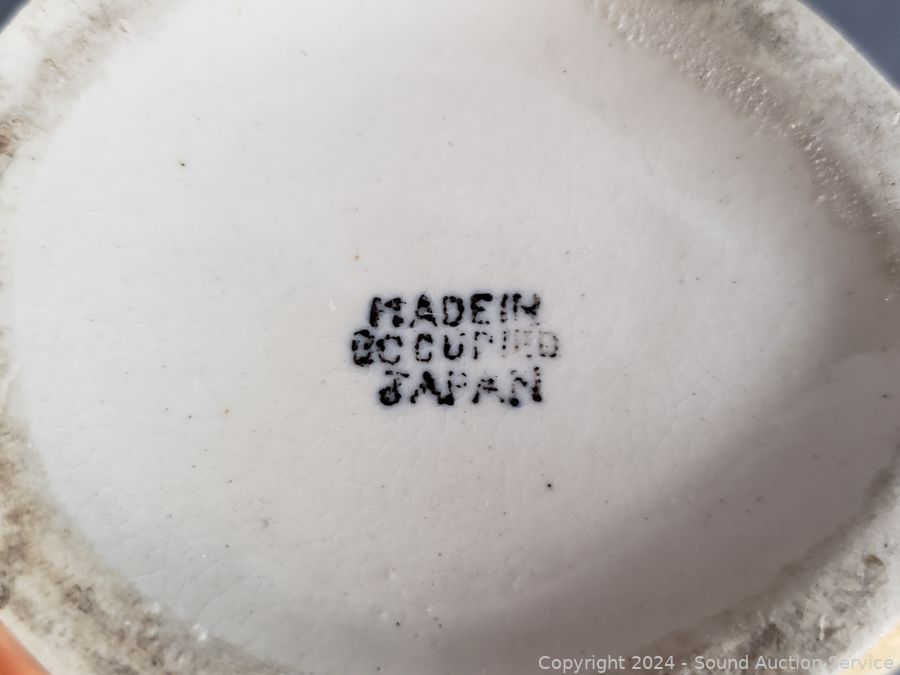 MADE IN
OCCUPIED
JAPAN
Copyright 2024 - Sound Auction Service